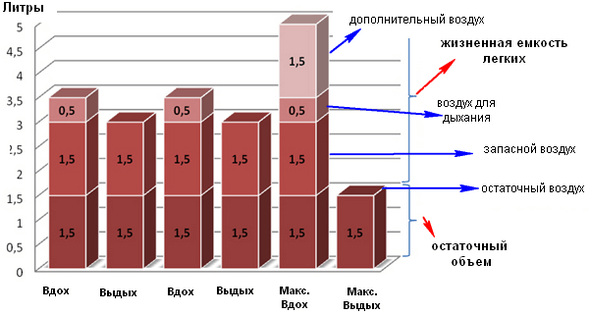 Литры
5
4,5
4
3,5
3
2,5
2
1,5
1
0,5
0
0,5
1,5
1,5
1,5
1,5
0,5
1,5
1,5
1,5
1,5
1,5
0,5
1,5
1,5
1,5
Вдох
Выдых
Вдох
Выдых
Макс.
Вдох
Макс.
Выдых
дополнительный воздух
жизненная емкость
легких
воздух для
дыхания
запасной воздух
остаточный воздух
остаточный
объем